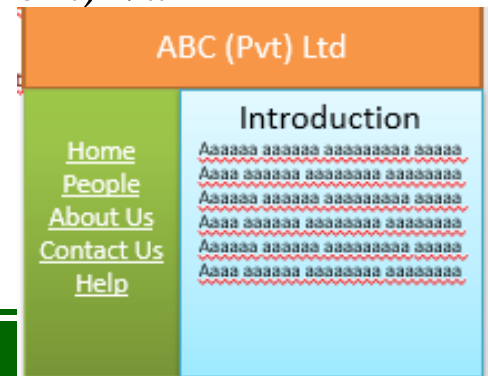 ABC (Pvt) Ltd
Home
People
About Us
Contact Us
Help
Introduction
Aaaaaa aaaaaa aaaaaaaaa aaaaa
Aaaa aaaaaa aaaaaaaa aaaaaaaa
Aaaaaa aaaaaa aaaaaaaaa aaaaa
Aaaa aaaaaa aaaaaaaa aaaaaaaa
Aaaaaa aaaaaa aaaaaaaaa aaaaa
Aaaa aaaaaa aaaaaaaa aaaaaaaa